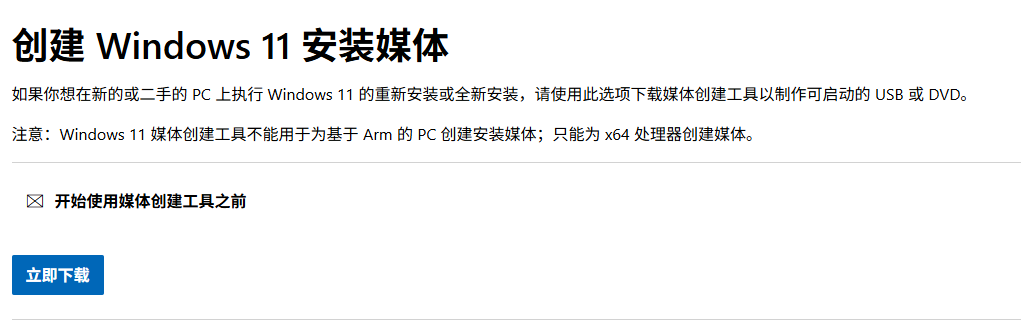 创建 Windows 11 安装媒体
如果你想在新的或二手的 PC 上执行 Windows 11 的重新安装或全新安装，请使用此选项下载媒体创建工具以制作可启动的 USB 或 DVD。
注意：Windows 11 媒体创建工具不能用于为基于 Arm 的 PC 创建安装媒体；只能为 x64 处理器创建媒体。
开始使用媒体创建工具之前
立即下载